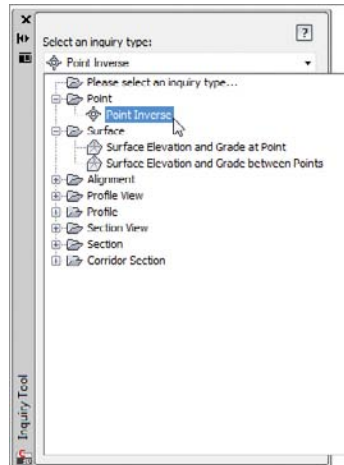 Select an inquiry type:
?
Point Inverse
Please select an inquiry type...
Point
Point Inverse
Surface
Surface Elevation and Grade at Point
Surface Elevation and Grade between Points
Alignment
Profile View
Profile
Section View
Section
Corridor Section
Inquiry Tool